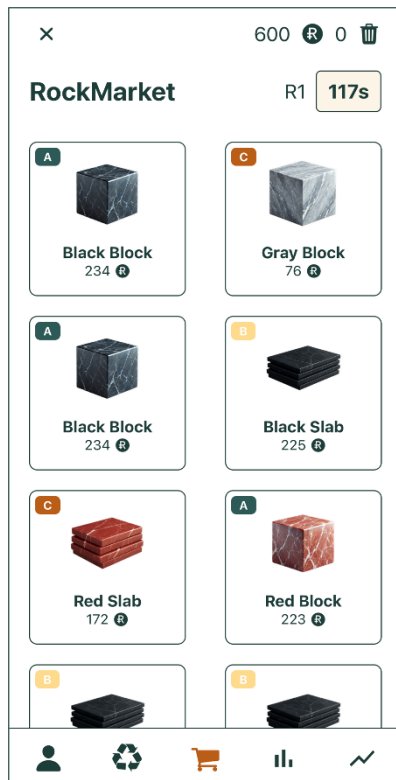 × 600 Ɍ 0
RockMarket R1 117s
A C
Black Block Gray Block
234 Ɍ 76 Ɍ
A B
Black Block Black Slab
234 Ɍ 225 Ɍ
C A
Red Slab Red Block
172 Ɍ 223 Ɍ
B B